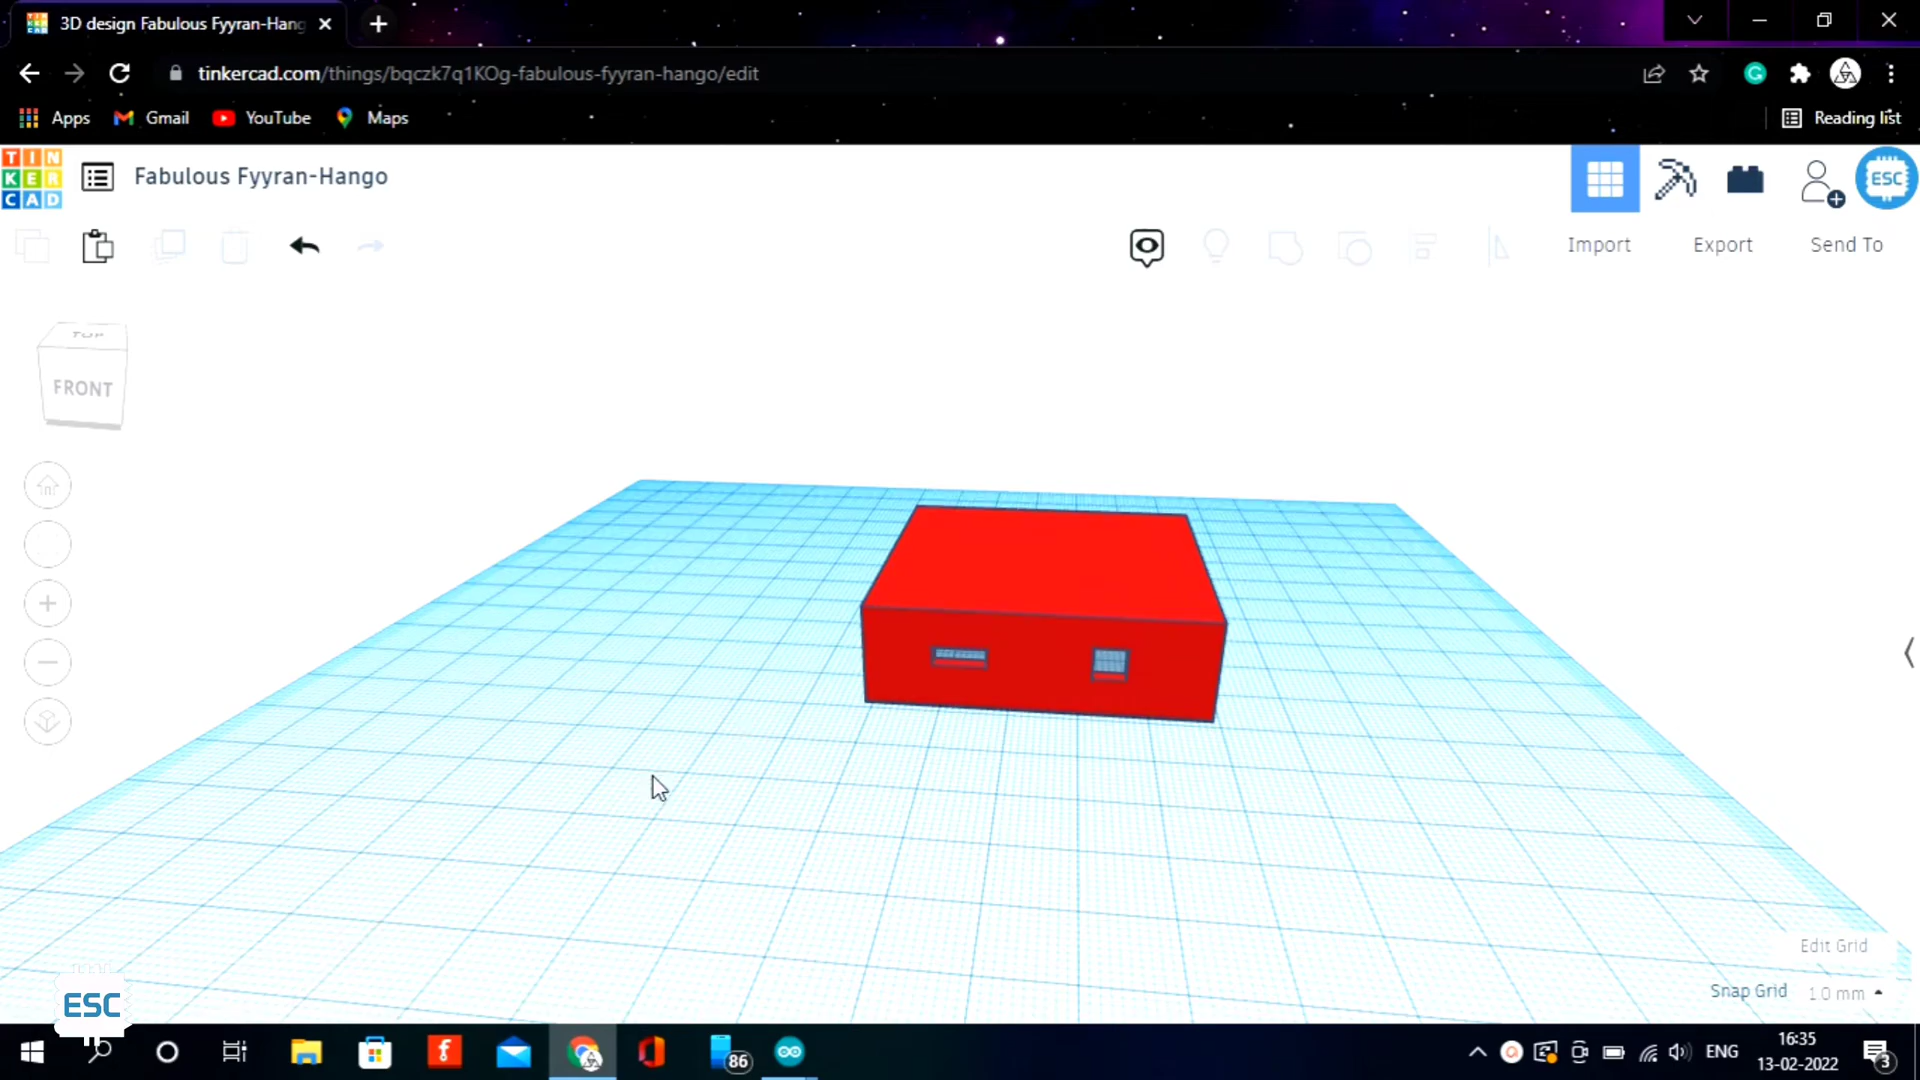 3D design Fabulous Fyyran-Hang
tinkercad.com/things/bqczk7q1KOg-fabulous-fyyran-hango/edit
Apps Gmail YouTube Maps
Reading list
TIN
KER
CAD
Fabulous Fyyran-Hango
ESC
Import Export Send To
TOP
FRONT
Edit Grid
Snap Grid 1.0 mm
ESC
86
ENG
16:35
13-02-2022
3